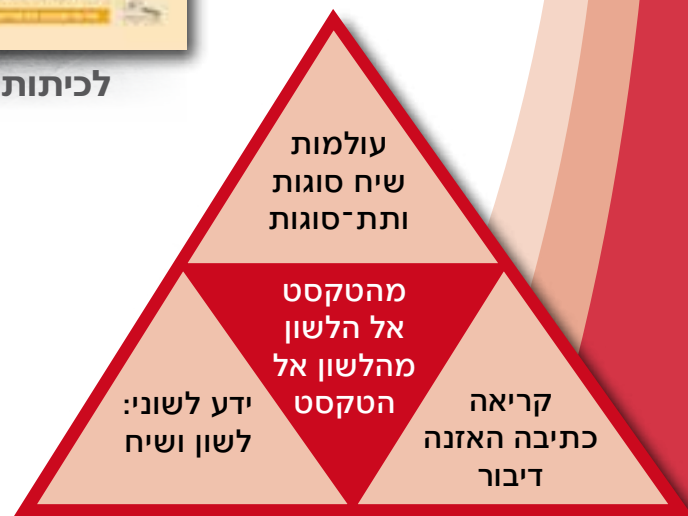 לכיתות
עולמות
שיח סוגות
ותת־סוגות
מהטקסט
אל הלשון
מהלשון אל
הטקסט
ידע לשוני:
לשון ושיח
קריאה
כתיבה האזנה
דיבור